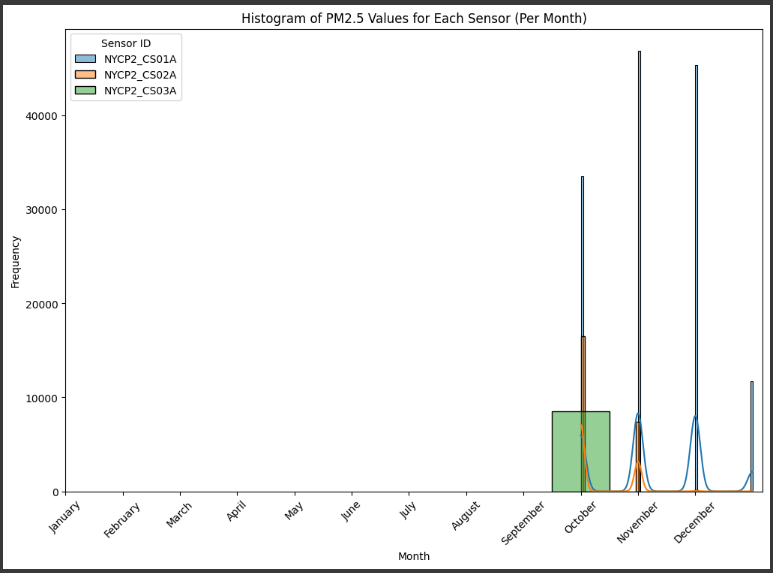 Histogram of PM2.5 Values for Each Sensor (Per Month)
Sensor ID
NYCP2_CS01A
NYCP2_CS02A
NYCP2_CS03A
40000
30000
20000
10000
0
Frequency
January
February
March
April
May
June
July
August
September
October
November
December
Month